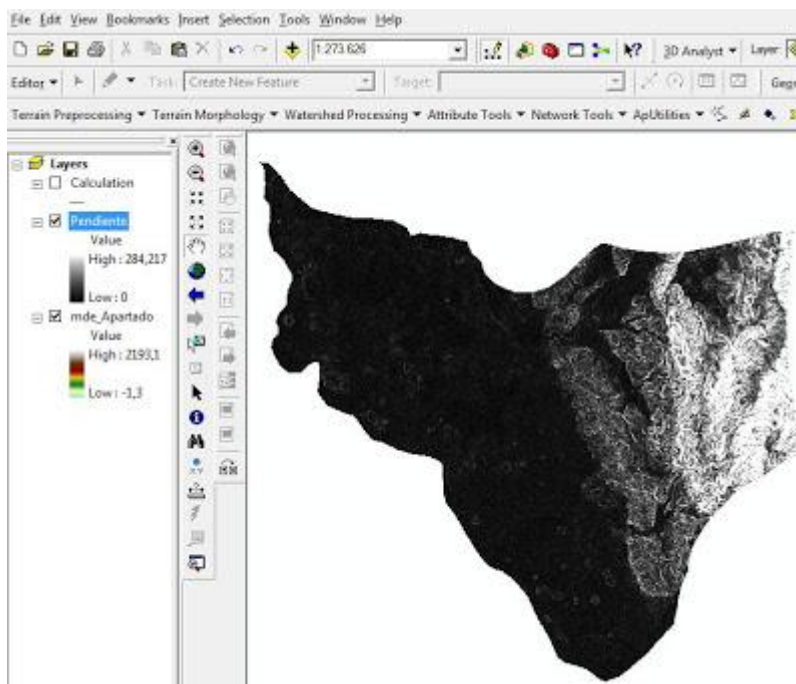 File Edit View Bookmarks Insert Selection Tools Window Help
1:273.626 3D Analyst Layer:
Editor Task: Create New Feature Target:
Terrain Preprocessing Terrain Morphology Watershed Processing Attribute Tools Network Tools ApUtilities
Layers
Calculation
Pendiente
Value
High : 284,217
Low : 0
mde_Apartado
Value
High : 2193,1
Low : -1,3